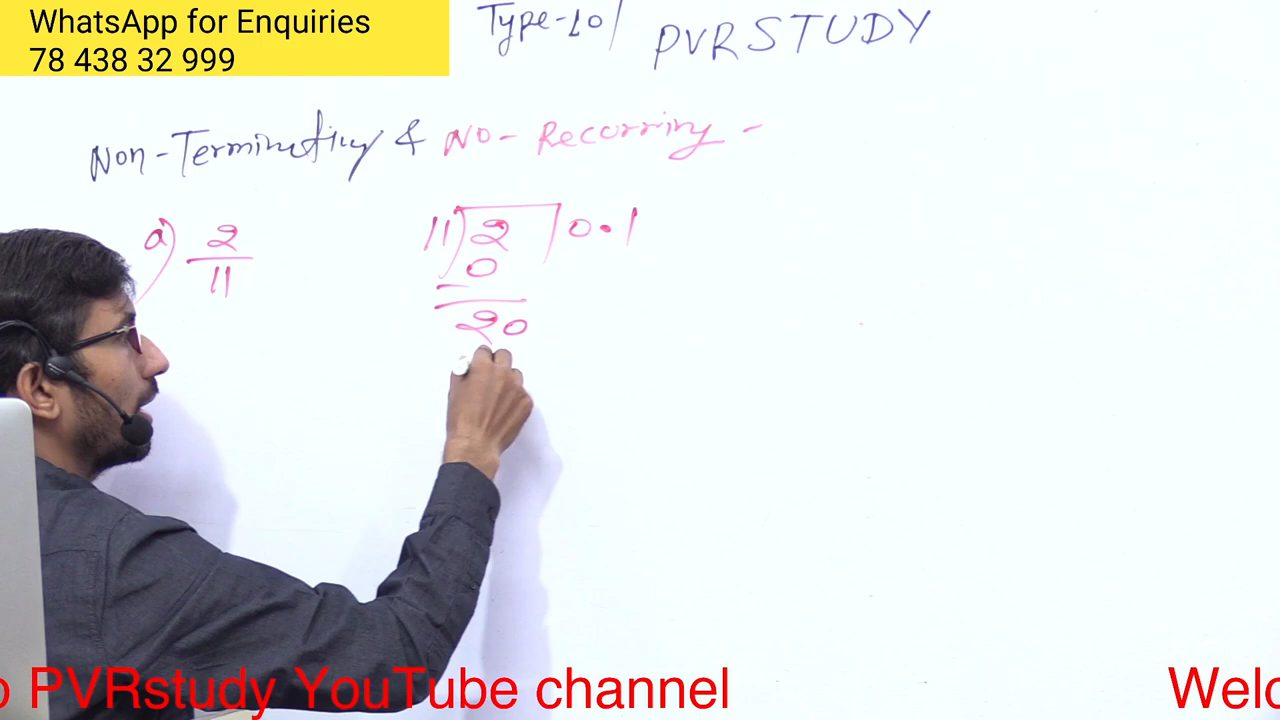 WhatsApp for Enquiries
78 438 32 999
Type-10/
PVRSTUDY
Non-Terminating & No-Recorring -
a) 2
11
11) 2 ) 0.1
0
20
o PVRstudy YouTube channel
Welc